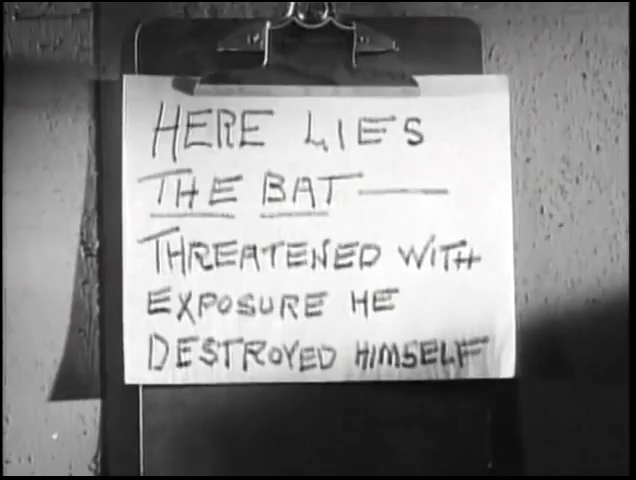 HERE LIES
THE BAT —
THREATENED WITH
EXPOSURE HE
DESTROYED HIMSELF